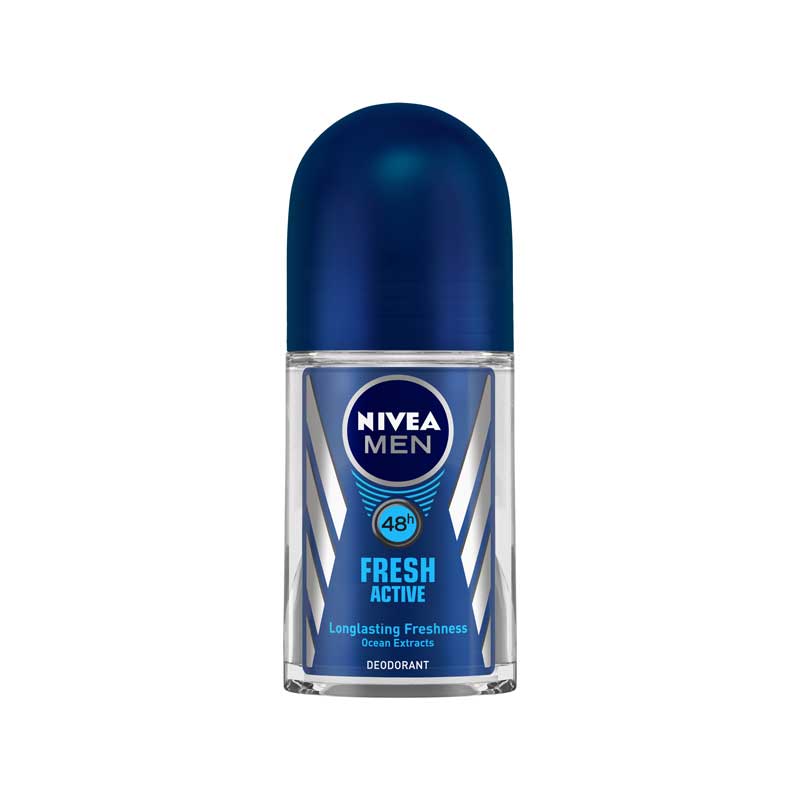 NIVEA
MEN
48h
FRESH
ACTIVE
Longlasting Freshness
Ocean Extracts
DEODORANT